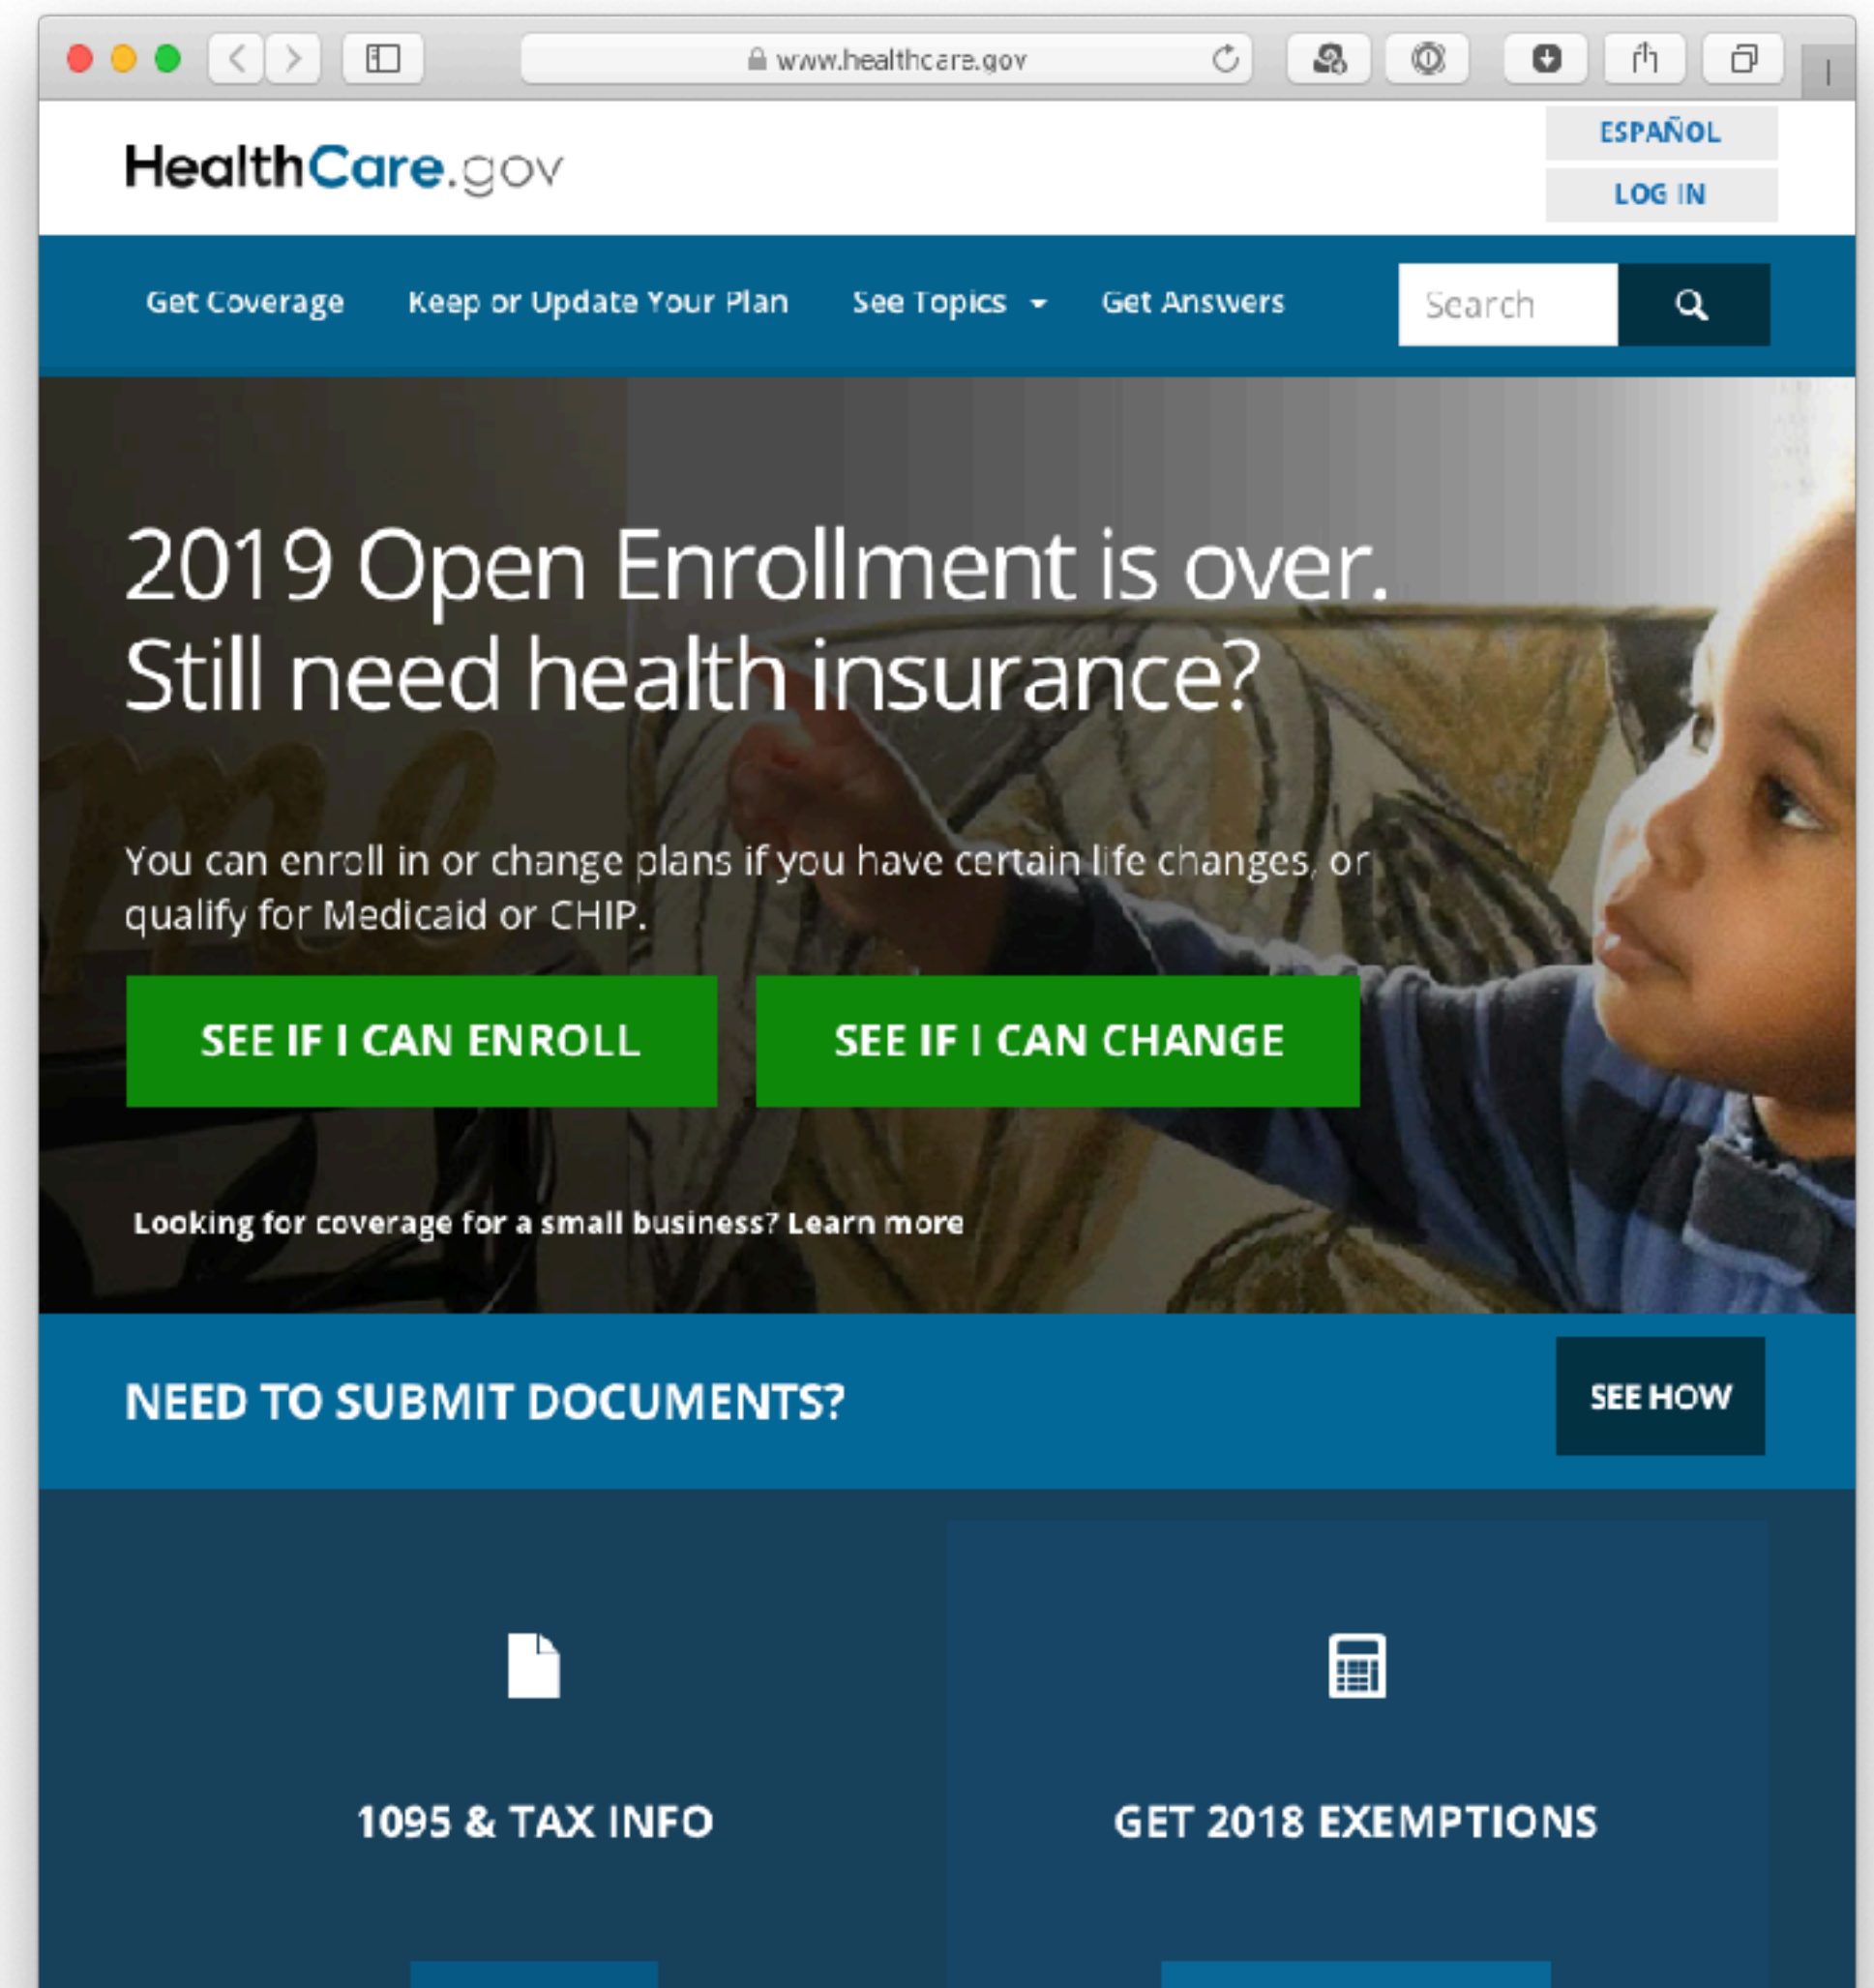 www.healthcare.gov
HealthCare.gov
ESPAÑOL
LOG IN
Get Coverage Keep or Update Your Plan See Topics Get Answers Search
2019 Open Enrollment is over.
Still need health insurance?
me
You can enroll in or change plans if you have certain life changes, or
qualify for Medicaid or CHIP.
SEE IF I CAN ENROLL SEE IF I CAN CHANGE
Looking for coverage for a small business? Learn more
NEED TO SUBMIT DOCUMENTS? SEE HOW
1095 & TAX INFO GET 2018 EXEMPTIONS